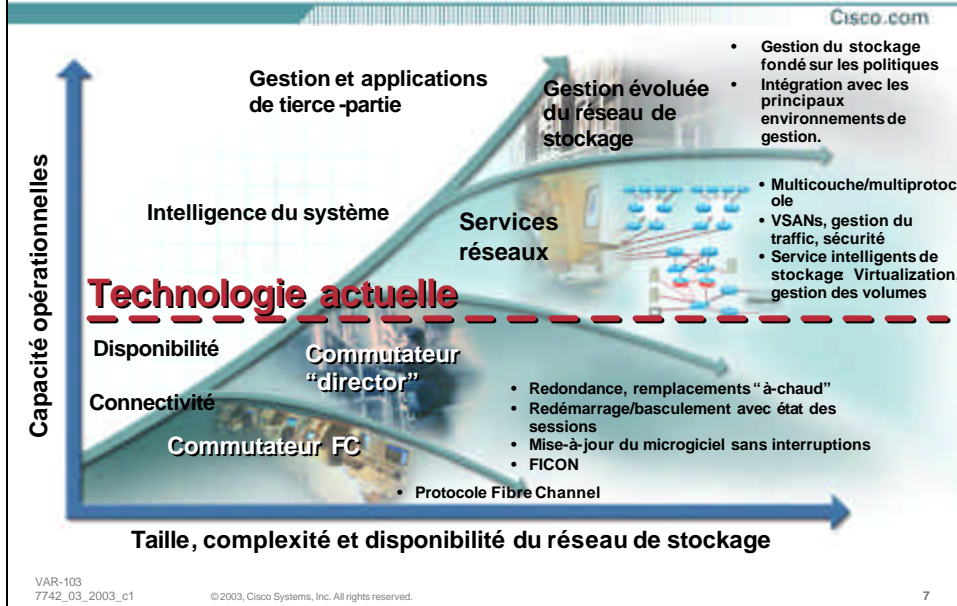 Cisco.com
Gestion et applications
de tierce-partie
Gestion évoluée
du réseau de
stockage
• Gestion du stockage
fondé sur les politiques
• Intégration avec les
principaux
environnements de
gestion.
Intelligence du système
Services
réseaux
• Multicouche/multiprotoc
ole
• VSANs, gestion du
traffic, sécurité
• Service intelligents de
stockage: Virtualization,
gestion des volumes
Technologie actuelle
Disponibilité
Commutateur
“director”
Connectivité
Commutateur FC
• Redondance, remplacements “à-chaud”
• Redémarrage/basculement avec état des
sessions
• Mise-à-jour du microgiciel sans interruptions
• FICON
• Protocole Fibre Channel
Capacité opérationnelles
Taille, complexité et disponibilité du réseau de stockage
VAR-103
7742_03_2003_c1
© 2003, Cisco Systems, Inc. All rights reserved.
7